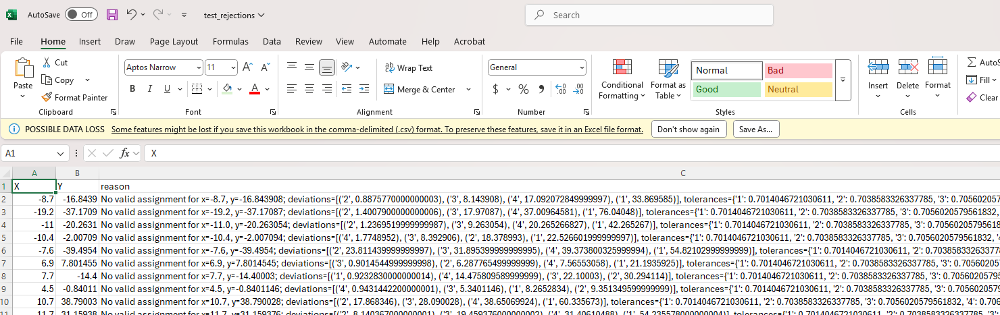 AutoSave Off test_rejections Search
File Home Insert Draw Page Layout Formulas Data Review View Automate Help Acrobat
Paste Cut Copy Format Painter Clipboard
Aptos Narrow 11 A^ A˅ B I U A Font
ab Wrap Text Merge & Center Alignment
General $ % 9 Number
Conditional Formatting Format as Table Normal Bad Good Neutral Styles
Insert Delete Format Cells
Fill Clear
POSSIBLE DATA LOSS Some features might be lost if you save this workbook in the comma-delimited (.csv) format. To preserve these features, save it in an Excel file format. Don't show again Save As...
A1 fx X
A B C
1 X Y reason
2 -8.7 -16.8439 No valid assignment for x=-8.7, y=-16.843908; deviations=[('2', 0.8875770000000003), ('3', 8.143908), ('4', 17.092072849999997), ('1', 33.869585)], tolerances={'1': 0.7014046721030611, '2': 0.7038583326337785, '3': 0.70560205795
3 -19.2 -37.1709 No valid assignment for x=-19.2, y=-37.17087; deviations=[('2', 1.4007900000000006), ('3', 17.97087), ('4', 37.00964581), ('1', 76.04048)], tolerances={'1': 0.7014046721030611, '2': 0.7038583326337785, '3': 0.7056020579561832,
4 -11 -20.2631 No valid assignment for x=-11.0, y=-20.263054; deviations=[('2', 1.2369519999999987), ('3', 9.263054), ('4', 20.265266827), ('1', 42.265267)], tolerances={'1': 0.7014046721030611, '2': 0.7038583326337785, '3': 0.70560205795618
5 -10.4 -2.00709 No valid assignment for x=-10.4, y=-2.007094; deviations=[('4', 1.7748952), ('3', 8.392906), ('2', 18.378993), ('1', 22.526601999999997)], tolerances={'1': 0.7014046721030611, '2': 0.7038583326337785, '3': 0.7056020579561832, '4
6 -7.6 -39.4954 No valid assignment for x=-7.6, y=-39.4954; deviations=[('2', 23.811439999999997), ('3', 31.895399999999995), ('4', 39.373800325999994), ('1', 54.82102999999999)], tolerances={'1': 0.7014046721030611, '2': 0.7038583326337785,
7 6.9 7.801455 No valid assignment for x=6.9, y=7.8014545; deviations=[('3', 0.9014544999999998), ('2', 6.287765499999999), ('4', 7.56553058), ('1', 21.1935925)], tolerances={'1': 0.7014046721030611, '2': 0.7038583326337785, '3': 0.705602057
8 7.7 -14.4 No valid assignment for x=7.7, y=-14.40003; deviations=[('1', 0.9232830000000014), ('4', 14.475809589999999), ('3', 22.10003), ('2', 30.294114)], tolerances={'1': 0.7014046721030611, '2': 0.7038583326337785, '3': 0.705602057956
9 4.5 -0.84011 No valid assignment for x=4.5, y=-0.8401146; deviations=[('4', 0.9431442200000001), ('3', 5.3401146), ('1', 8.2652834), ('2', 9.351349599999999)], tolerances={'1': 0.7014046721030611, '2': 0.7038583326337785, '3': 0.70560205793
10 10.7 38.79003 No valid assignment for x=10.7, y=38.790028; deviations=[('2', 17.868346), ('3', 28.090028), ('4', 38.65069924), ('1', 60.335673)], tolerances={'1': 0.7014046721030611, '2': 0.7038583326337785, '3': 0.7056020579561832, '4': 0.706